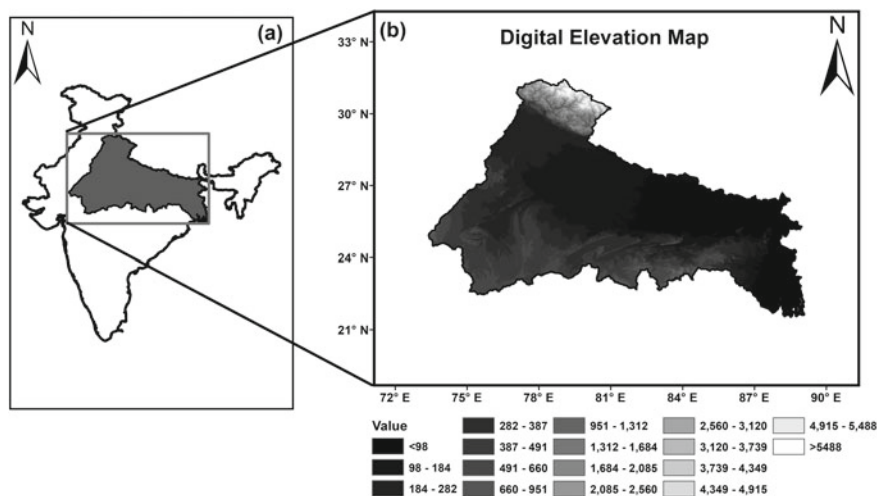 N
(a)
(b)
Digital Elevation Map
N
33° N
30° N
27° N
24° N
21° N
72° E 75° E 78° E 81° E 84° E 87° E 90° E
Value
<98
98 - 184
184 - 282
282 - 387
387 - 491
491 - 660
660 - 951
951 - 1,312
1,312 - 1,684
1,684 - 2,085
2,085 - 2,560
2,560 - 3,120
3,120 - 3,739
3,739 - 4,349
4,349 - 4,915
4,915 - 5,488
>5488